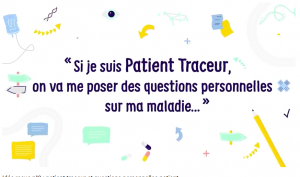 « Si je suis Patient Traceur,
on va me poser des questions personnelles
sur ma maladie... »